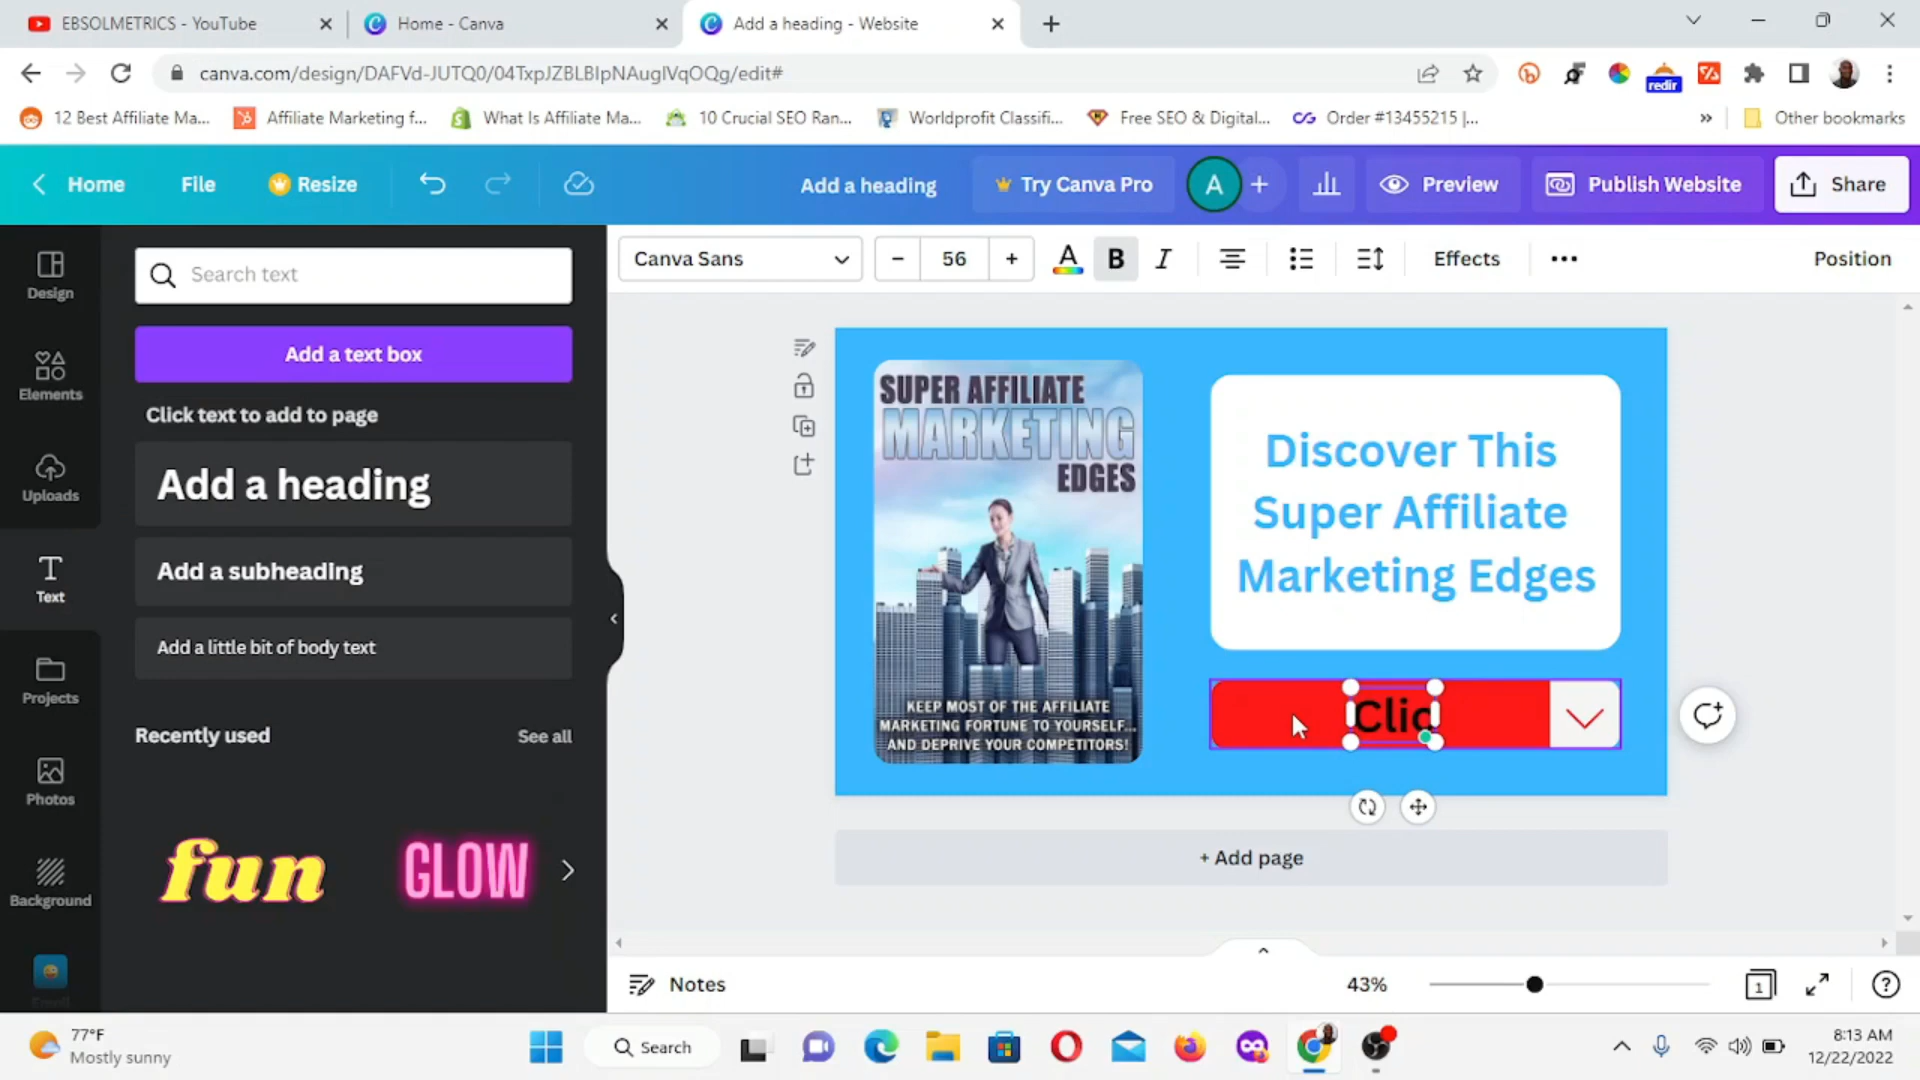 EBSOLMETRICS - YouTube
Home - Canva
Add a heading - Website
canva.com/design/DAFVd-JUTQ0/04TxpJZBLBIpNAuglVqOQg/edit#
redir
12 Best Affiliate Ma...
Affiliate Marketing f...
What Is Affiliate Ma...
10 Crucial SEO Ran...
Worldprofit Classifi...
Free SEO & Digital...
Order #13455215 |...
»
Other bookmarks
Home
File
Resize
Add a heading
Try Canva Pro
A
+
Preview
Publish Website
Share
Design
Elements
Uploads
Text
Projects
Photos
Background
Search text
Add a text box
Click text to add to page
Add a heading
Add a subheading
Add a little bit of body text
Recently used
See all
fun
GLOW
Canva Sans
− 56 +
A
B
I
Effects
Position
SUPER AFFILIATE
MARKETING
EDGES
KEEP MOST OF THE AFFILIATE
MARKETING FORTUNE TO YOURSELF...
AND DEPRIVE YOUR COMPETITORS!
Discover This
Super Affiliate
Marketing Edges
Clic
+ Add page
Notes
43%
1
?
77°F
Mostly sunny
Search
8:13 AM
12/22/2022